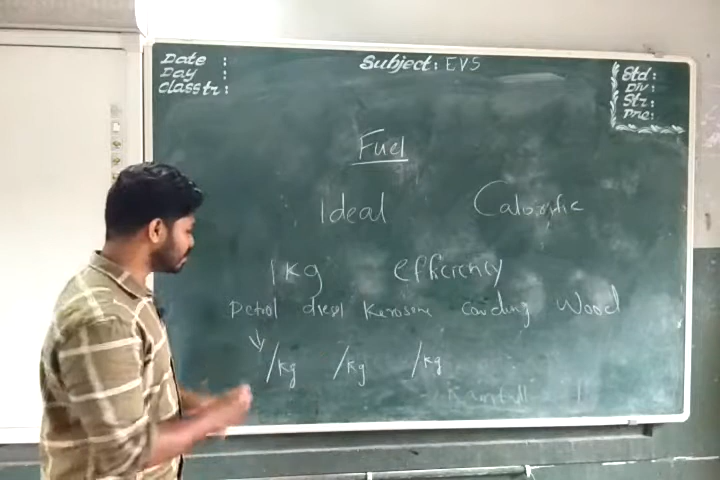 Date :
Day :
Classtr :
Subject: EVS
Std:
Div:
Str:
Pre:
Fuel
Ideal Calorific
1kg efficiency
Petrol diesel Kerosene Wood
/kg /kg /kg
Rainfall